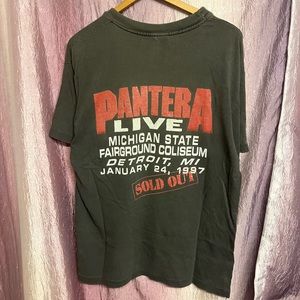 PANTERA
LIVE
MICHIGAN STATE
FAIRGROUND COLISEUM
DETROIT, MI
JANUARY 24, 1997
SOLD OUT